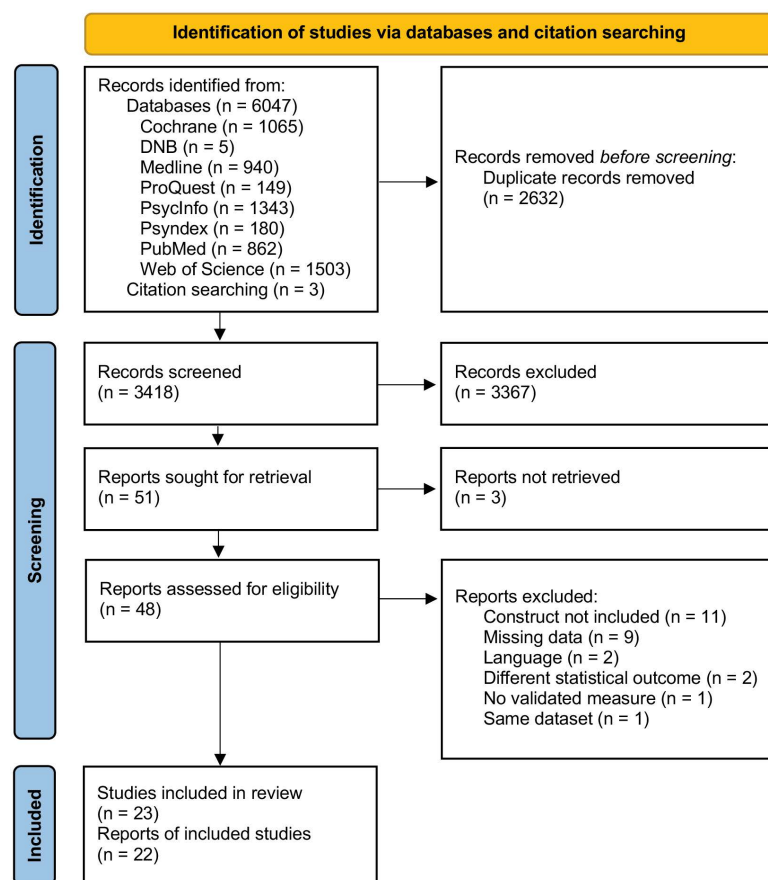 Identification of studies via databases and citation searching
Identification
Records identified from:
Databases (n = 6047)
Cochrane = 1065)
DNB (n = 5)
Medline (n = 940)
ProQuest (n = 149)
PsycInfo (n = 1343)
Psyndex (n = 180)
PubMed (n = 862)
Web of Science (n = 1503)
Citation searching (n = 3)
Records removed before screening:
Duplicate records removed
(n = 2632)
Screening
Records screened
(n = 3418)
Records excluded
(n = 3367)
Reports sought for retrieval
(n = 51)
Reports not retrieved
(n = 3)
Reports assessed for eligibility
(n = 48)
Reports excluded:
Construct not included (n = 11)
Missing data (n = 9)
Language (n = 2)
Different statistical outcome (n = 2)
No validated measure (n = 1)
Same dataset (n = 1)
Included
Studies included in review
(n = 23)
Reports of included studies
(n = 22)